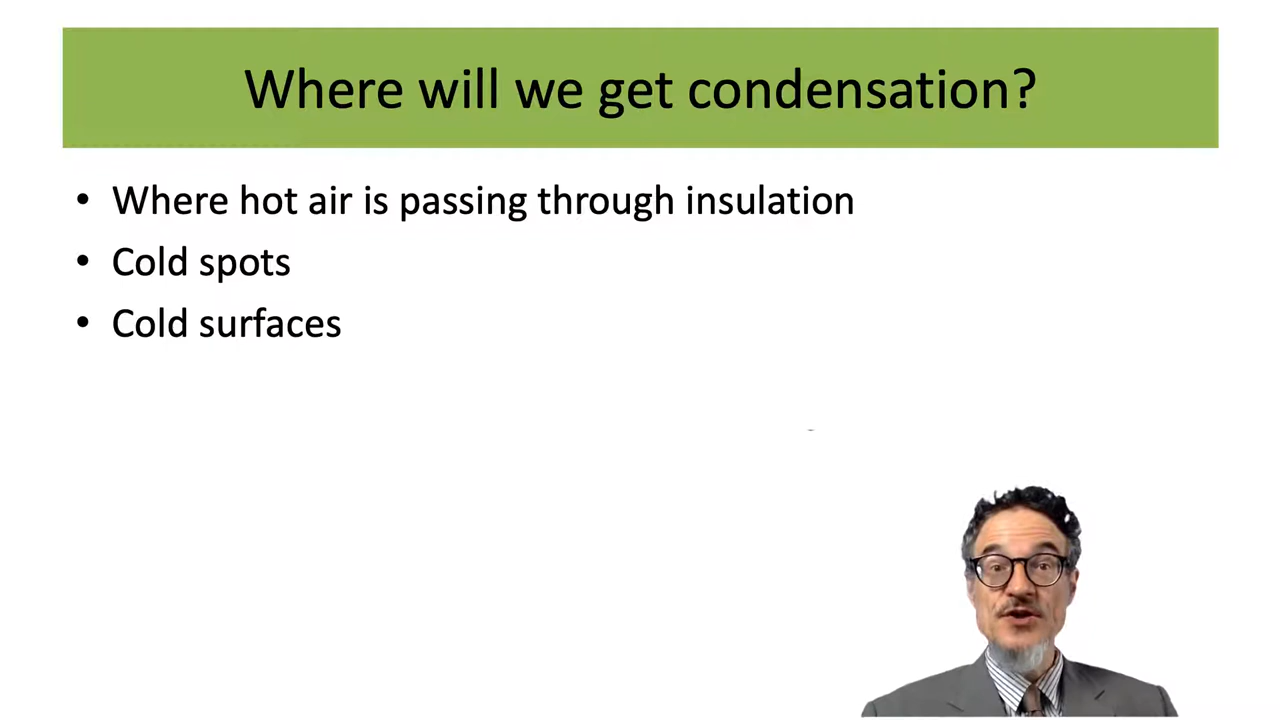 Where will we get condensation?
• Where hot air is passing through insulation
• Cold spots
• Cold surfaces